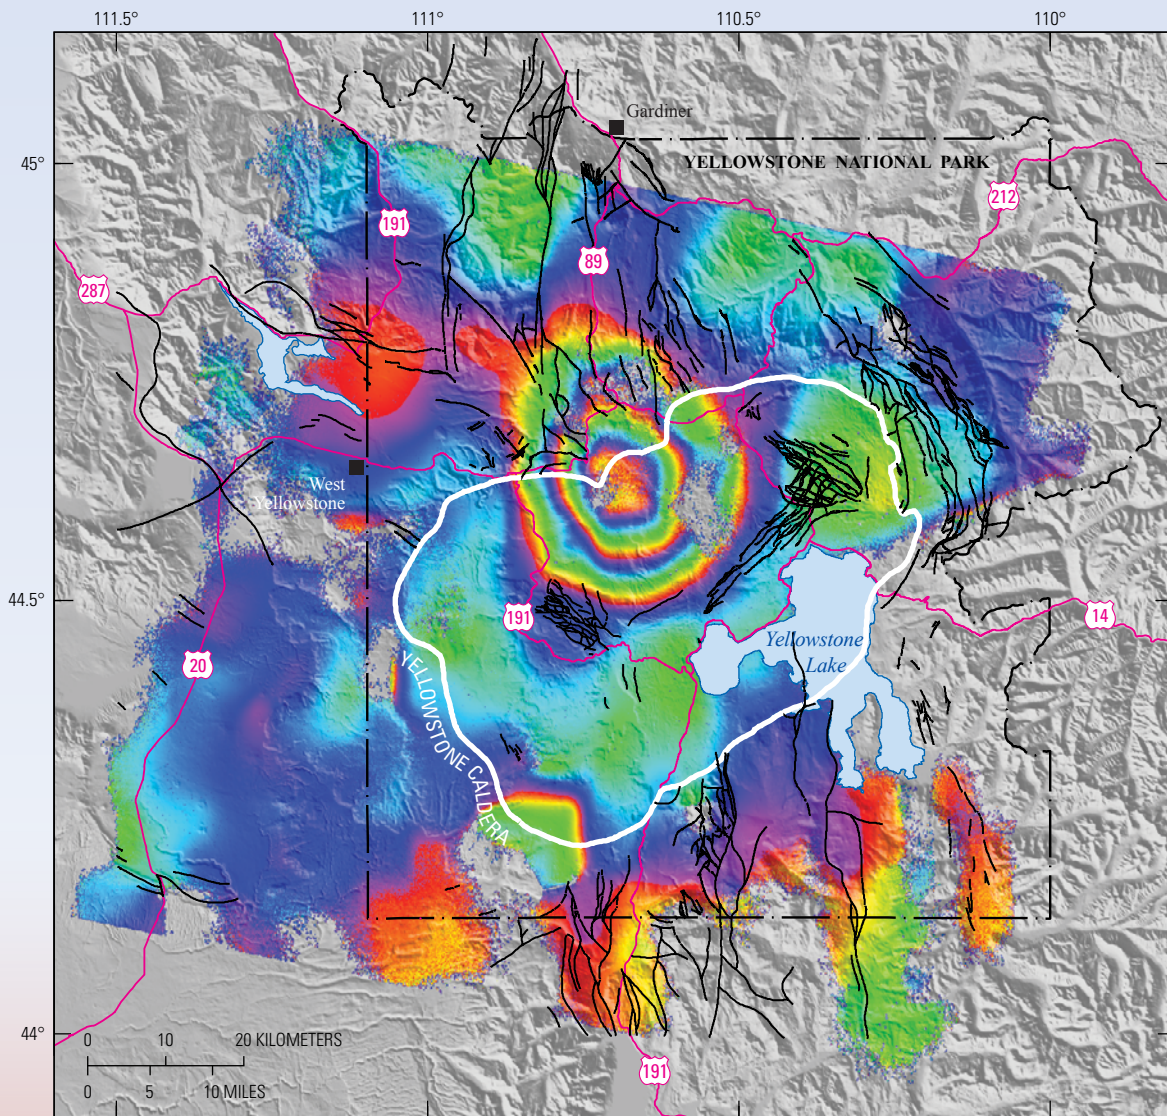 111.5°
111°
110.5°
110°
Gardiner
45°
YELLOWSTONE NATIONAL PARK
212
191
89
287
West
Yellowstone
44.5°
191
14
Yellowstone
Lake
20
YELLOWSTONE CALDERA
44°
0 10 20 KILOMETERS
0 5 10 MILES
191